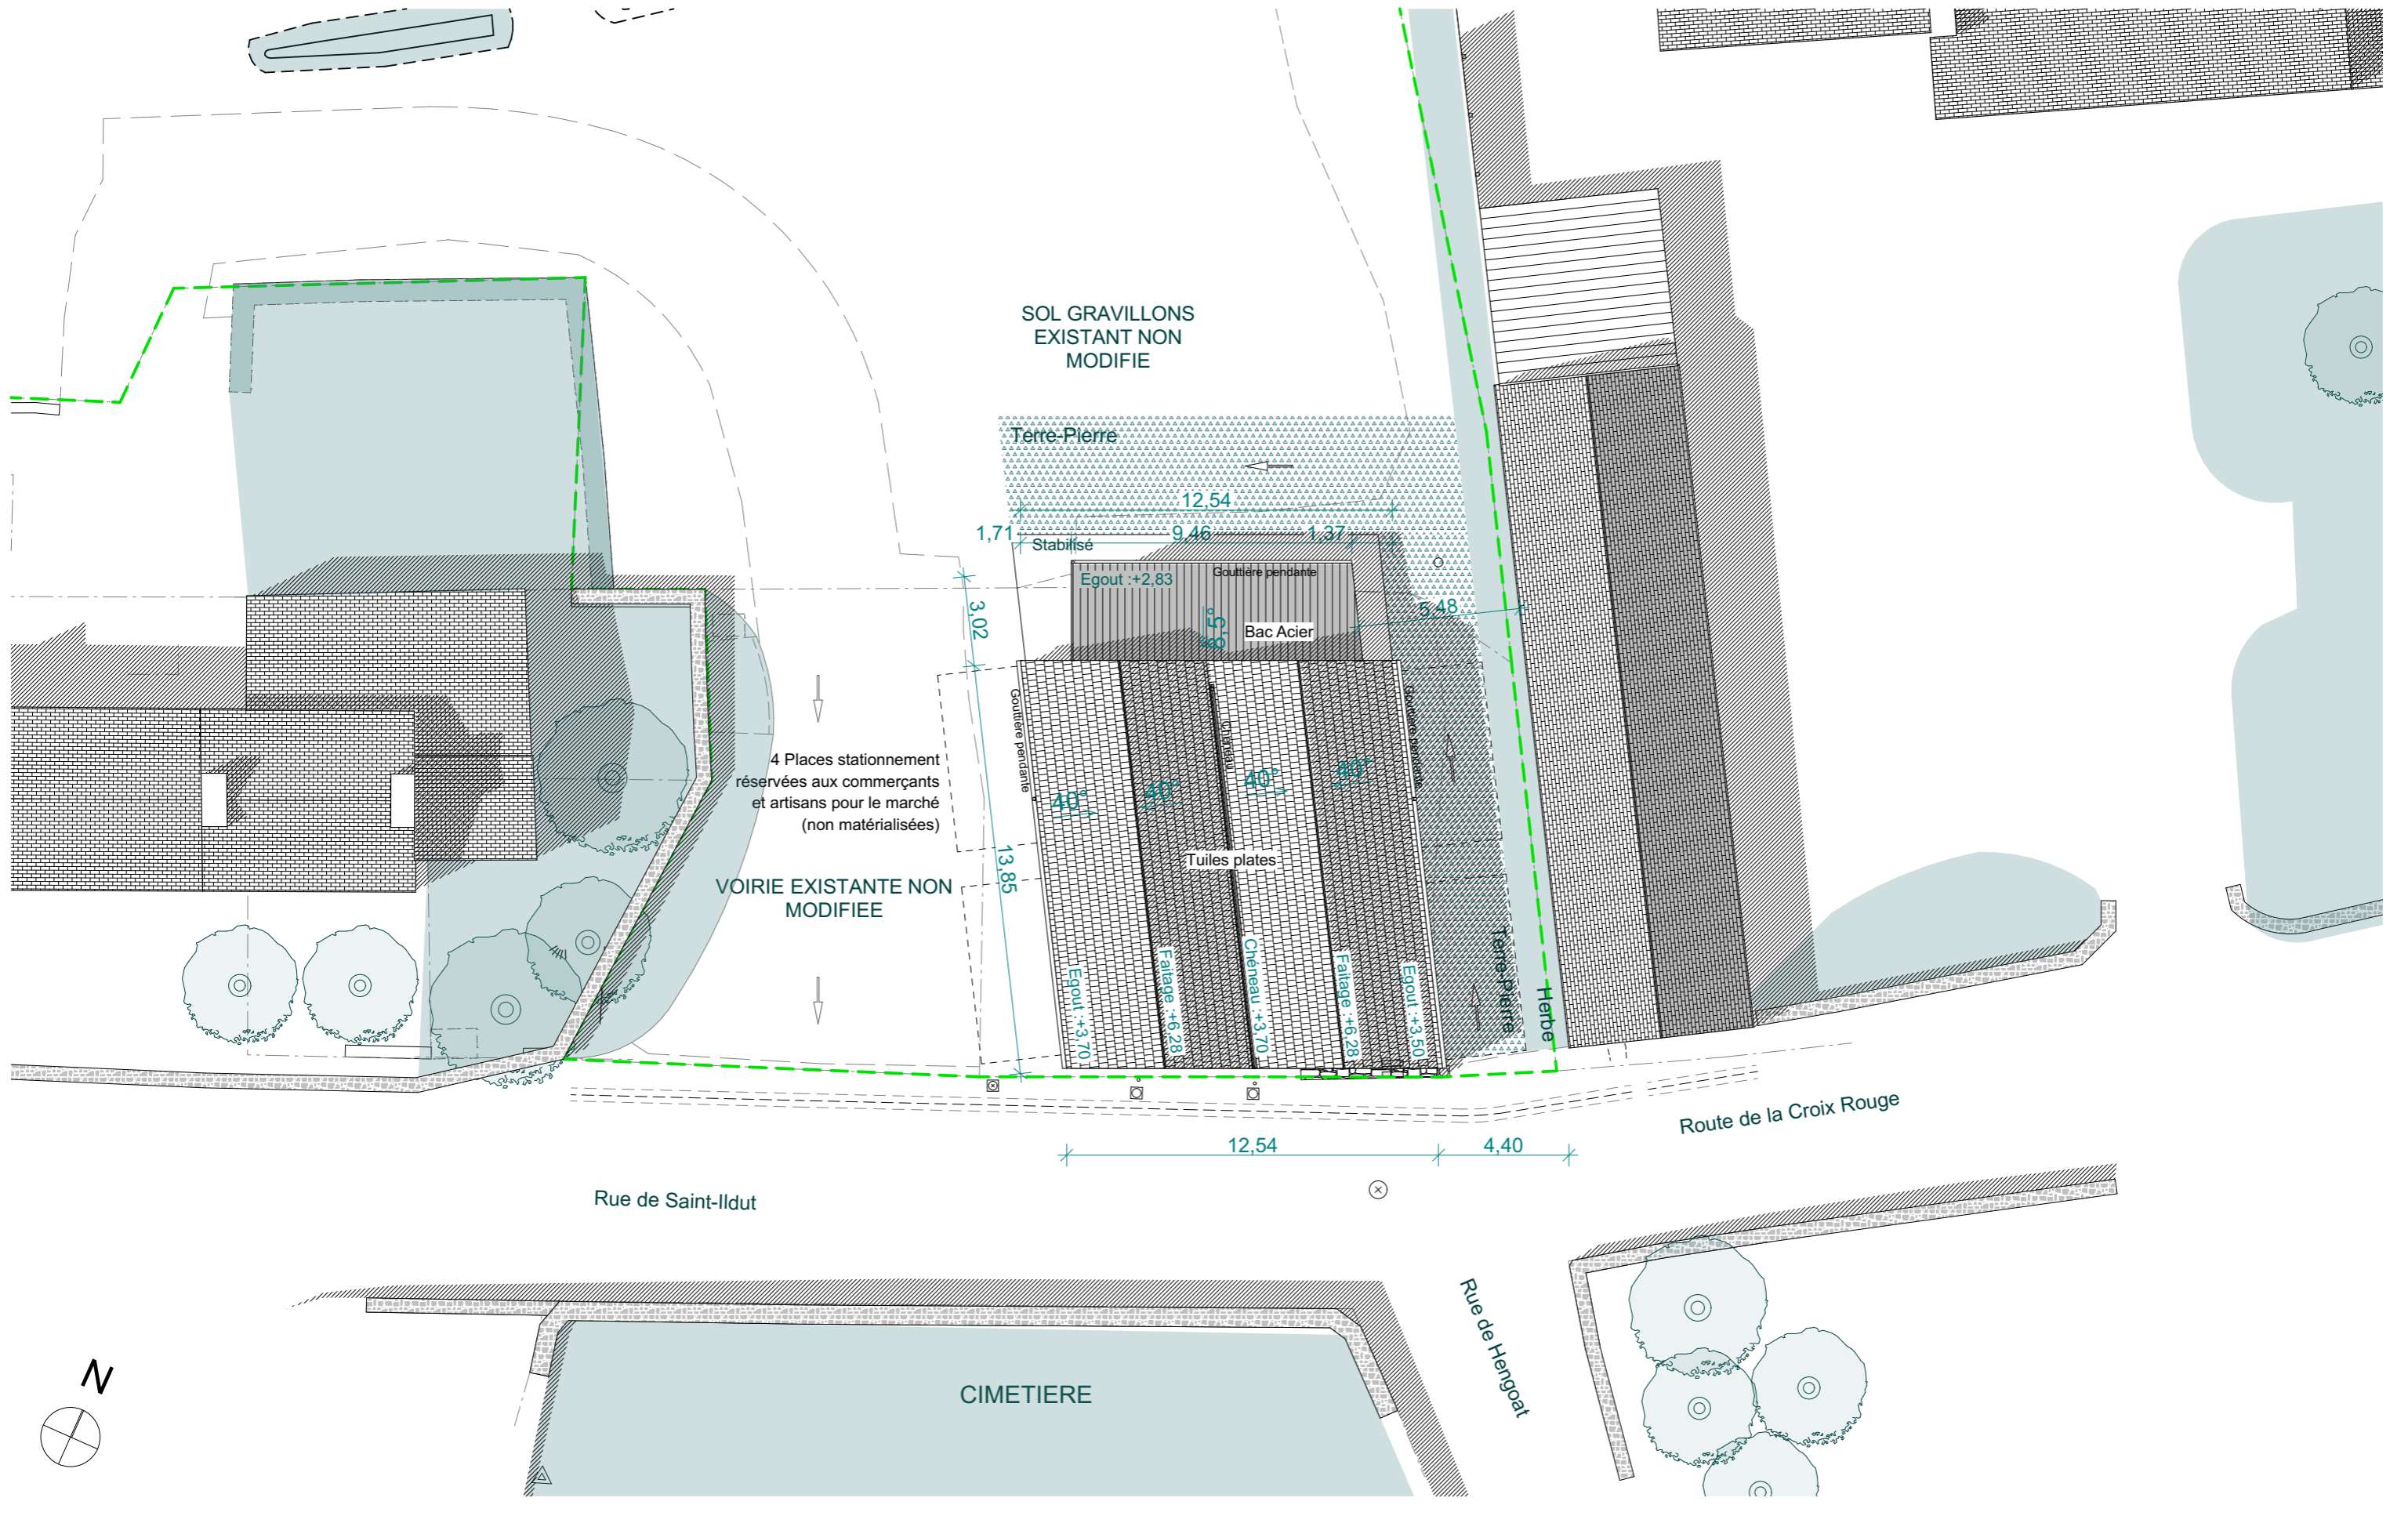 SOL GRAVILLONS
EXISTANT NON
MODIFIE
Terre-Pierre
12,54
1,71
9,46
1,37
Stabilisé
Egout :+2,83
Gouttière pendante
3,02
8,5°
Bac Acier
5,48
Gouttière pendante
Chéneau
Gouttière pendante
4 Places stationnement
réservées aux commerçants
et artisans pour le marché
(non matérialisées)
40°
40°
40°
40°
13,85
Tuiles plates
VOIRIE EXISTANTE NON
MODIFIEE
Egout :+3,70
Faitage :+6,28
Chéneau :+3,70
Faitage :+6,28
Egout :+3,50
Terre-Pierre
Herbe
Route de la Croix Rouge
12,54
4,40
Rue de Saint-Ildut
Rue de Hengoat
N
CIMETIERE